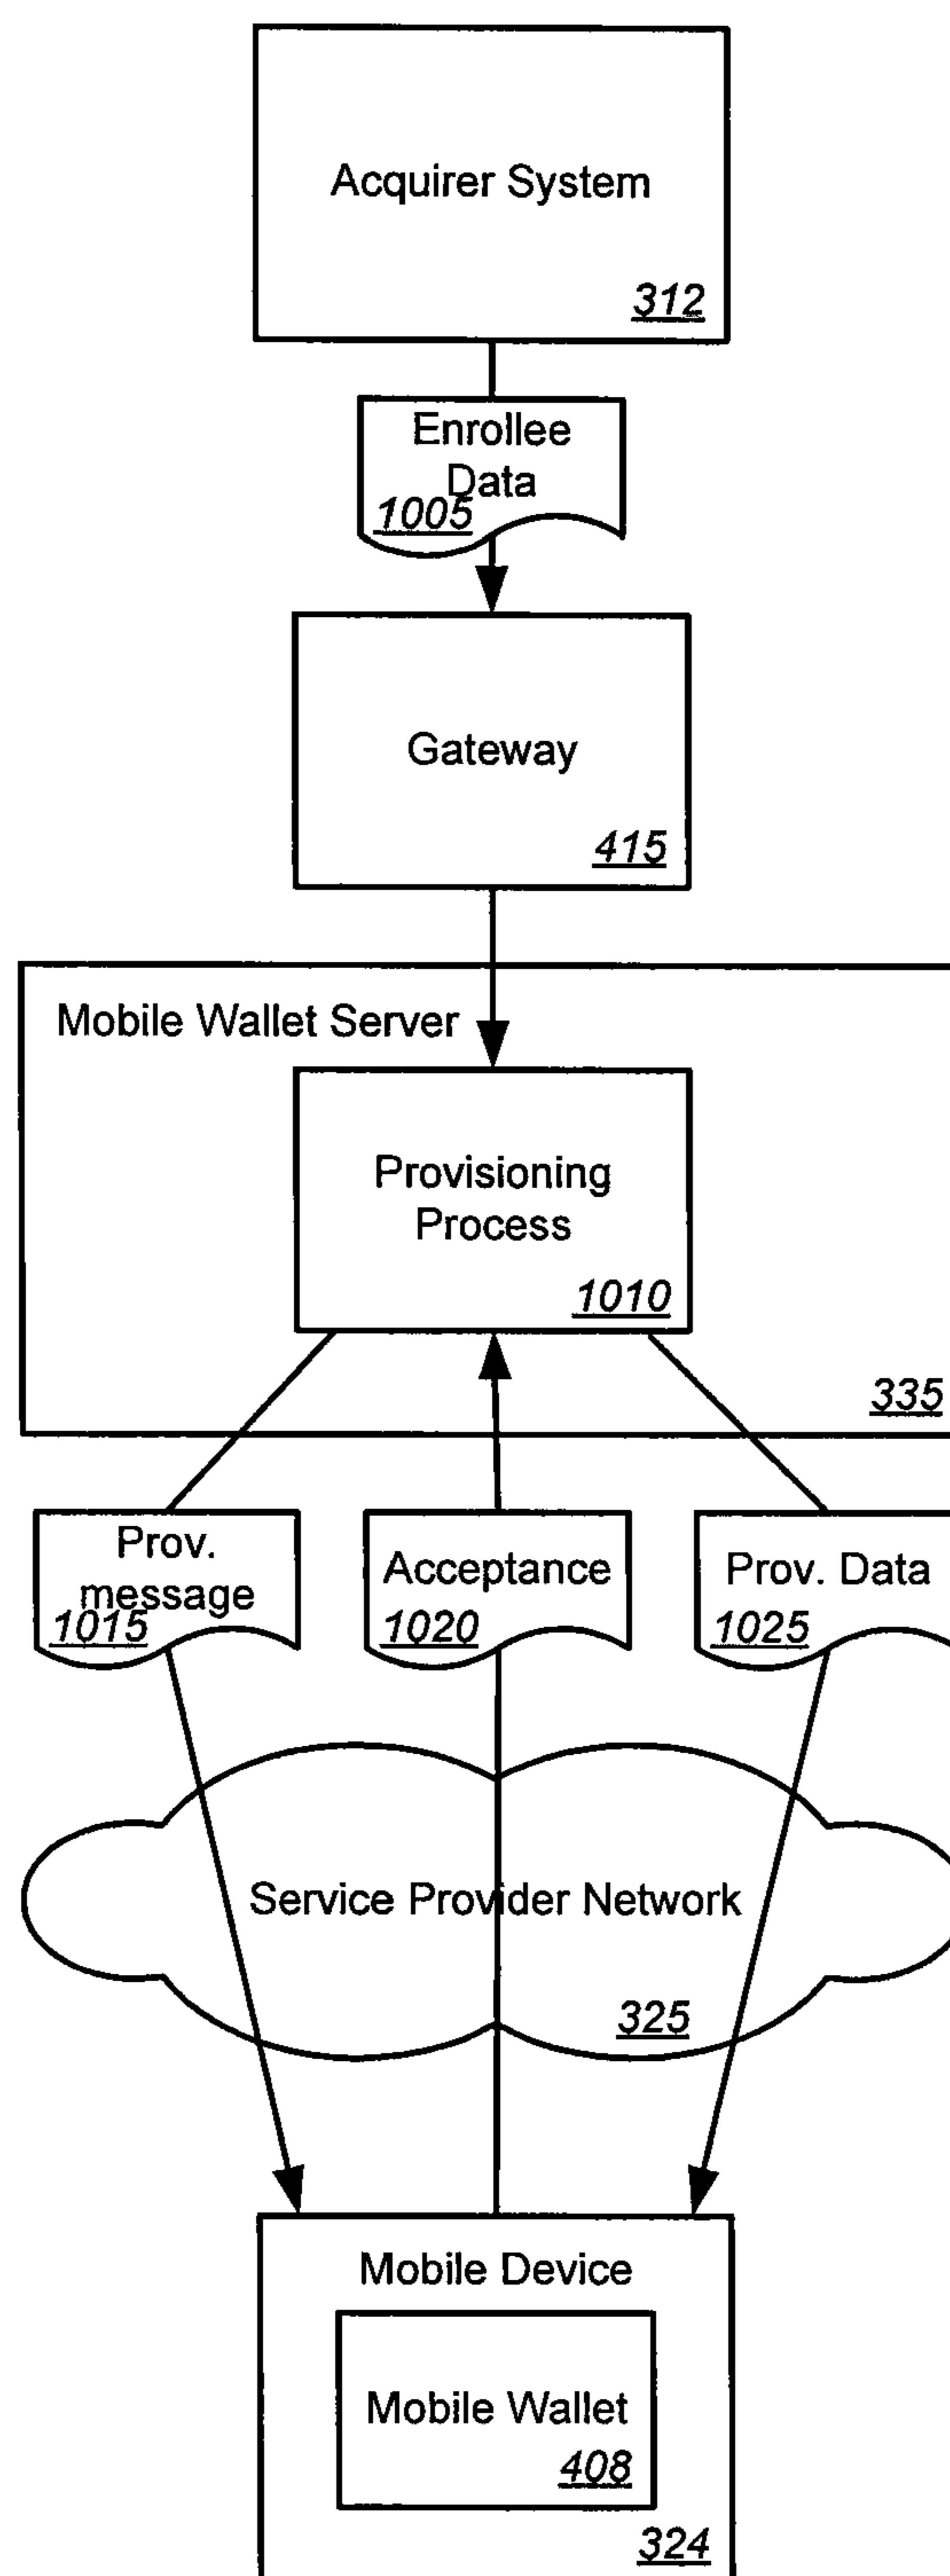 Acquirer System
312
Enrollee
Data
1005
Gateway
415
Mobile Wallet Server
Provisioning
Process
1010
335
Prov.
message
1015
Acceptance
1020
Prov. Data
1025
Service Provider Network
325
Mobile Device
Mobile Wallet
408
324